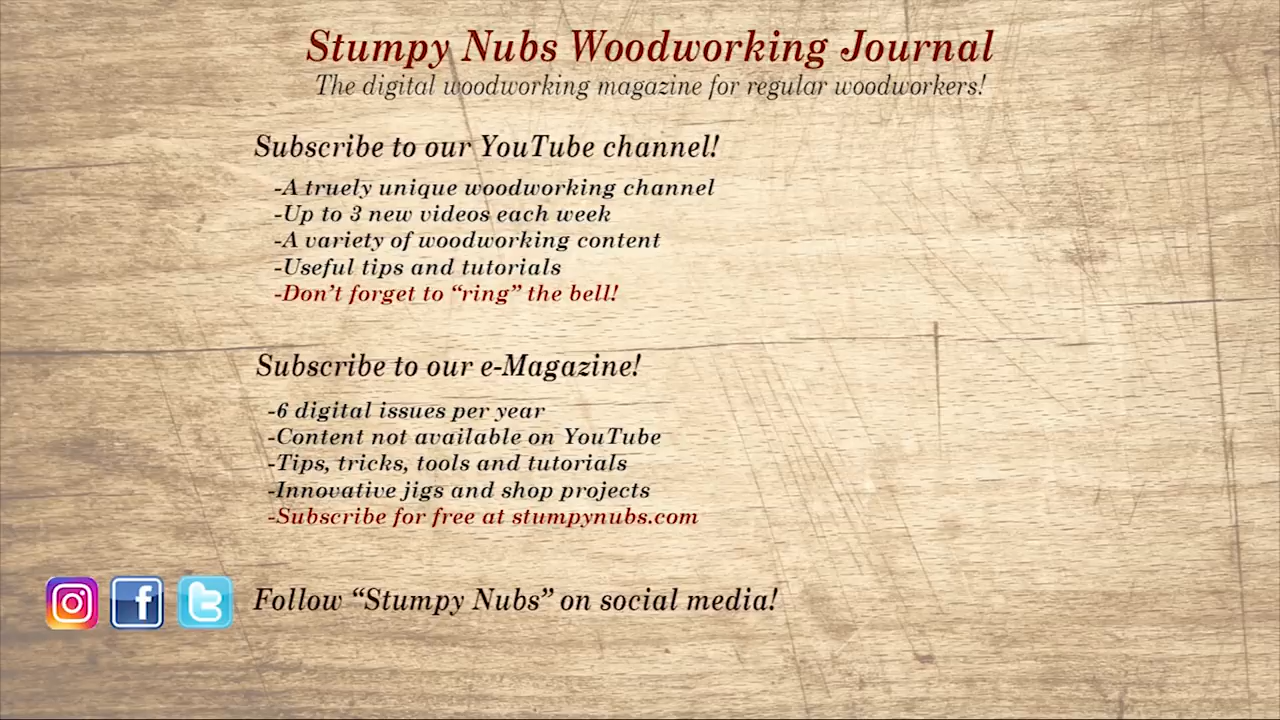 Stumpy Nubs Woodworking Journal
The digital woodworking magazine for regular woodworkers!
Subscribe to our YouTube channel!
-A truely unique woodworking channel
-Up to 3 new videos each week
-A variety of woodworking content
-Useful tips and tutorials
-Don't forget to “ring” the bell!
Subscribe to our e-Magazine!
-6 digital issues per year
-Content not available on YouTube
-Tips, tricks, tools and tutorials
-Innovative jigs and shop projects
-Subscribe for free at stumpynubs.com
Follow “Stumpy Nubs” on social media!